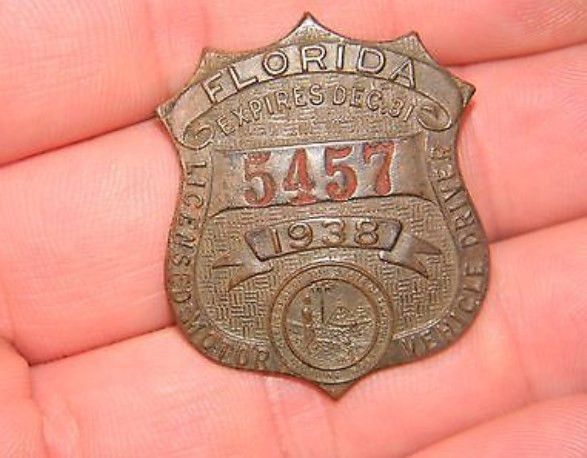 FLORIDA
EXPIRES DEC. 31
5457
1938
LICENSED MOTOR VEHICLE DRIVER